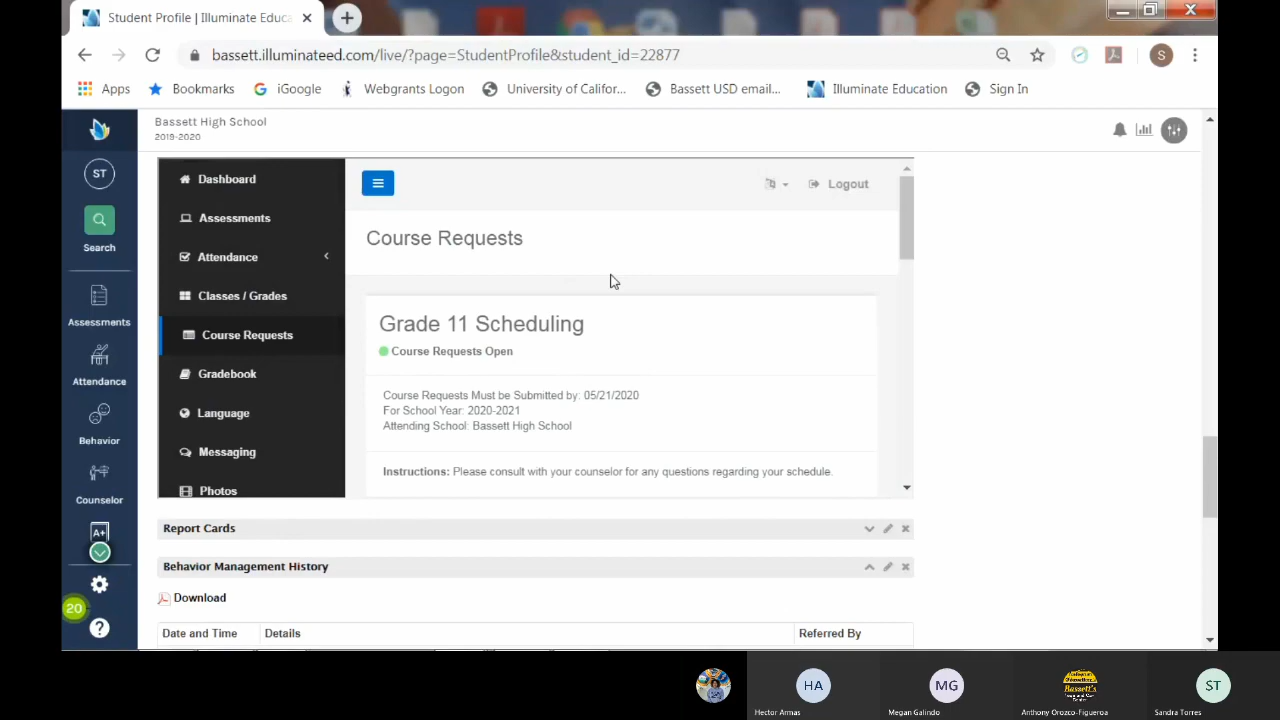 Student Profile | Illuminate Educa
bassett.illuminateed.com/live/?page=StudentProfile&student_id=22877
S
Apps
Bookmarks
iGoogle
Webgrants Logon
University of Califor...
Bassett USD email...
Illuminate Education
Sign In
Bassett High School
2019-2020
ST
Search
Assessments
Attendance
Behavior
Counselor
A+
20
Dashboard
Assessments
Attendance
Classes / Grades
Course Requests
Gradebook
Language
Messaging
Photos
Logout
Course Requests
Grade 11 Scheduling
Course Requests Open
Course Requests Must be Submitted by: 05/21/2020
For School Year: 2020-2021
Attending School: Bassett High School
Instructions: Please consult with your counselor for any questions regarding your schedule.
Report Cards
Behavior Management History
Download
Date and Time Details Referred By
HA
Hector Armas
MG
Megan Galindo
Bassett's
Anthony Orozco-Figueroa
ST
Sandra Torres